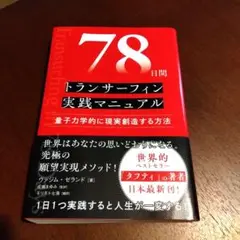 78日間
トランサーフィン
実践マニュアル
量子力学的に現実創造する方法
世界はあなたの思いどおりになる。
究極の
願望実現メソッド!
ヴァジム・ゼランド
世界的
ベストセラー
『タフティ』の著者
日本最新刊!
1日1つ実践すると人生が一変する!